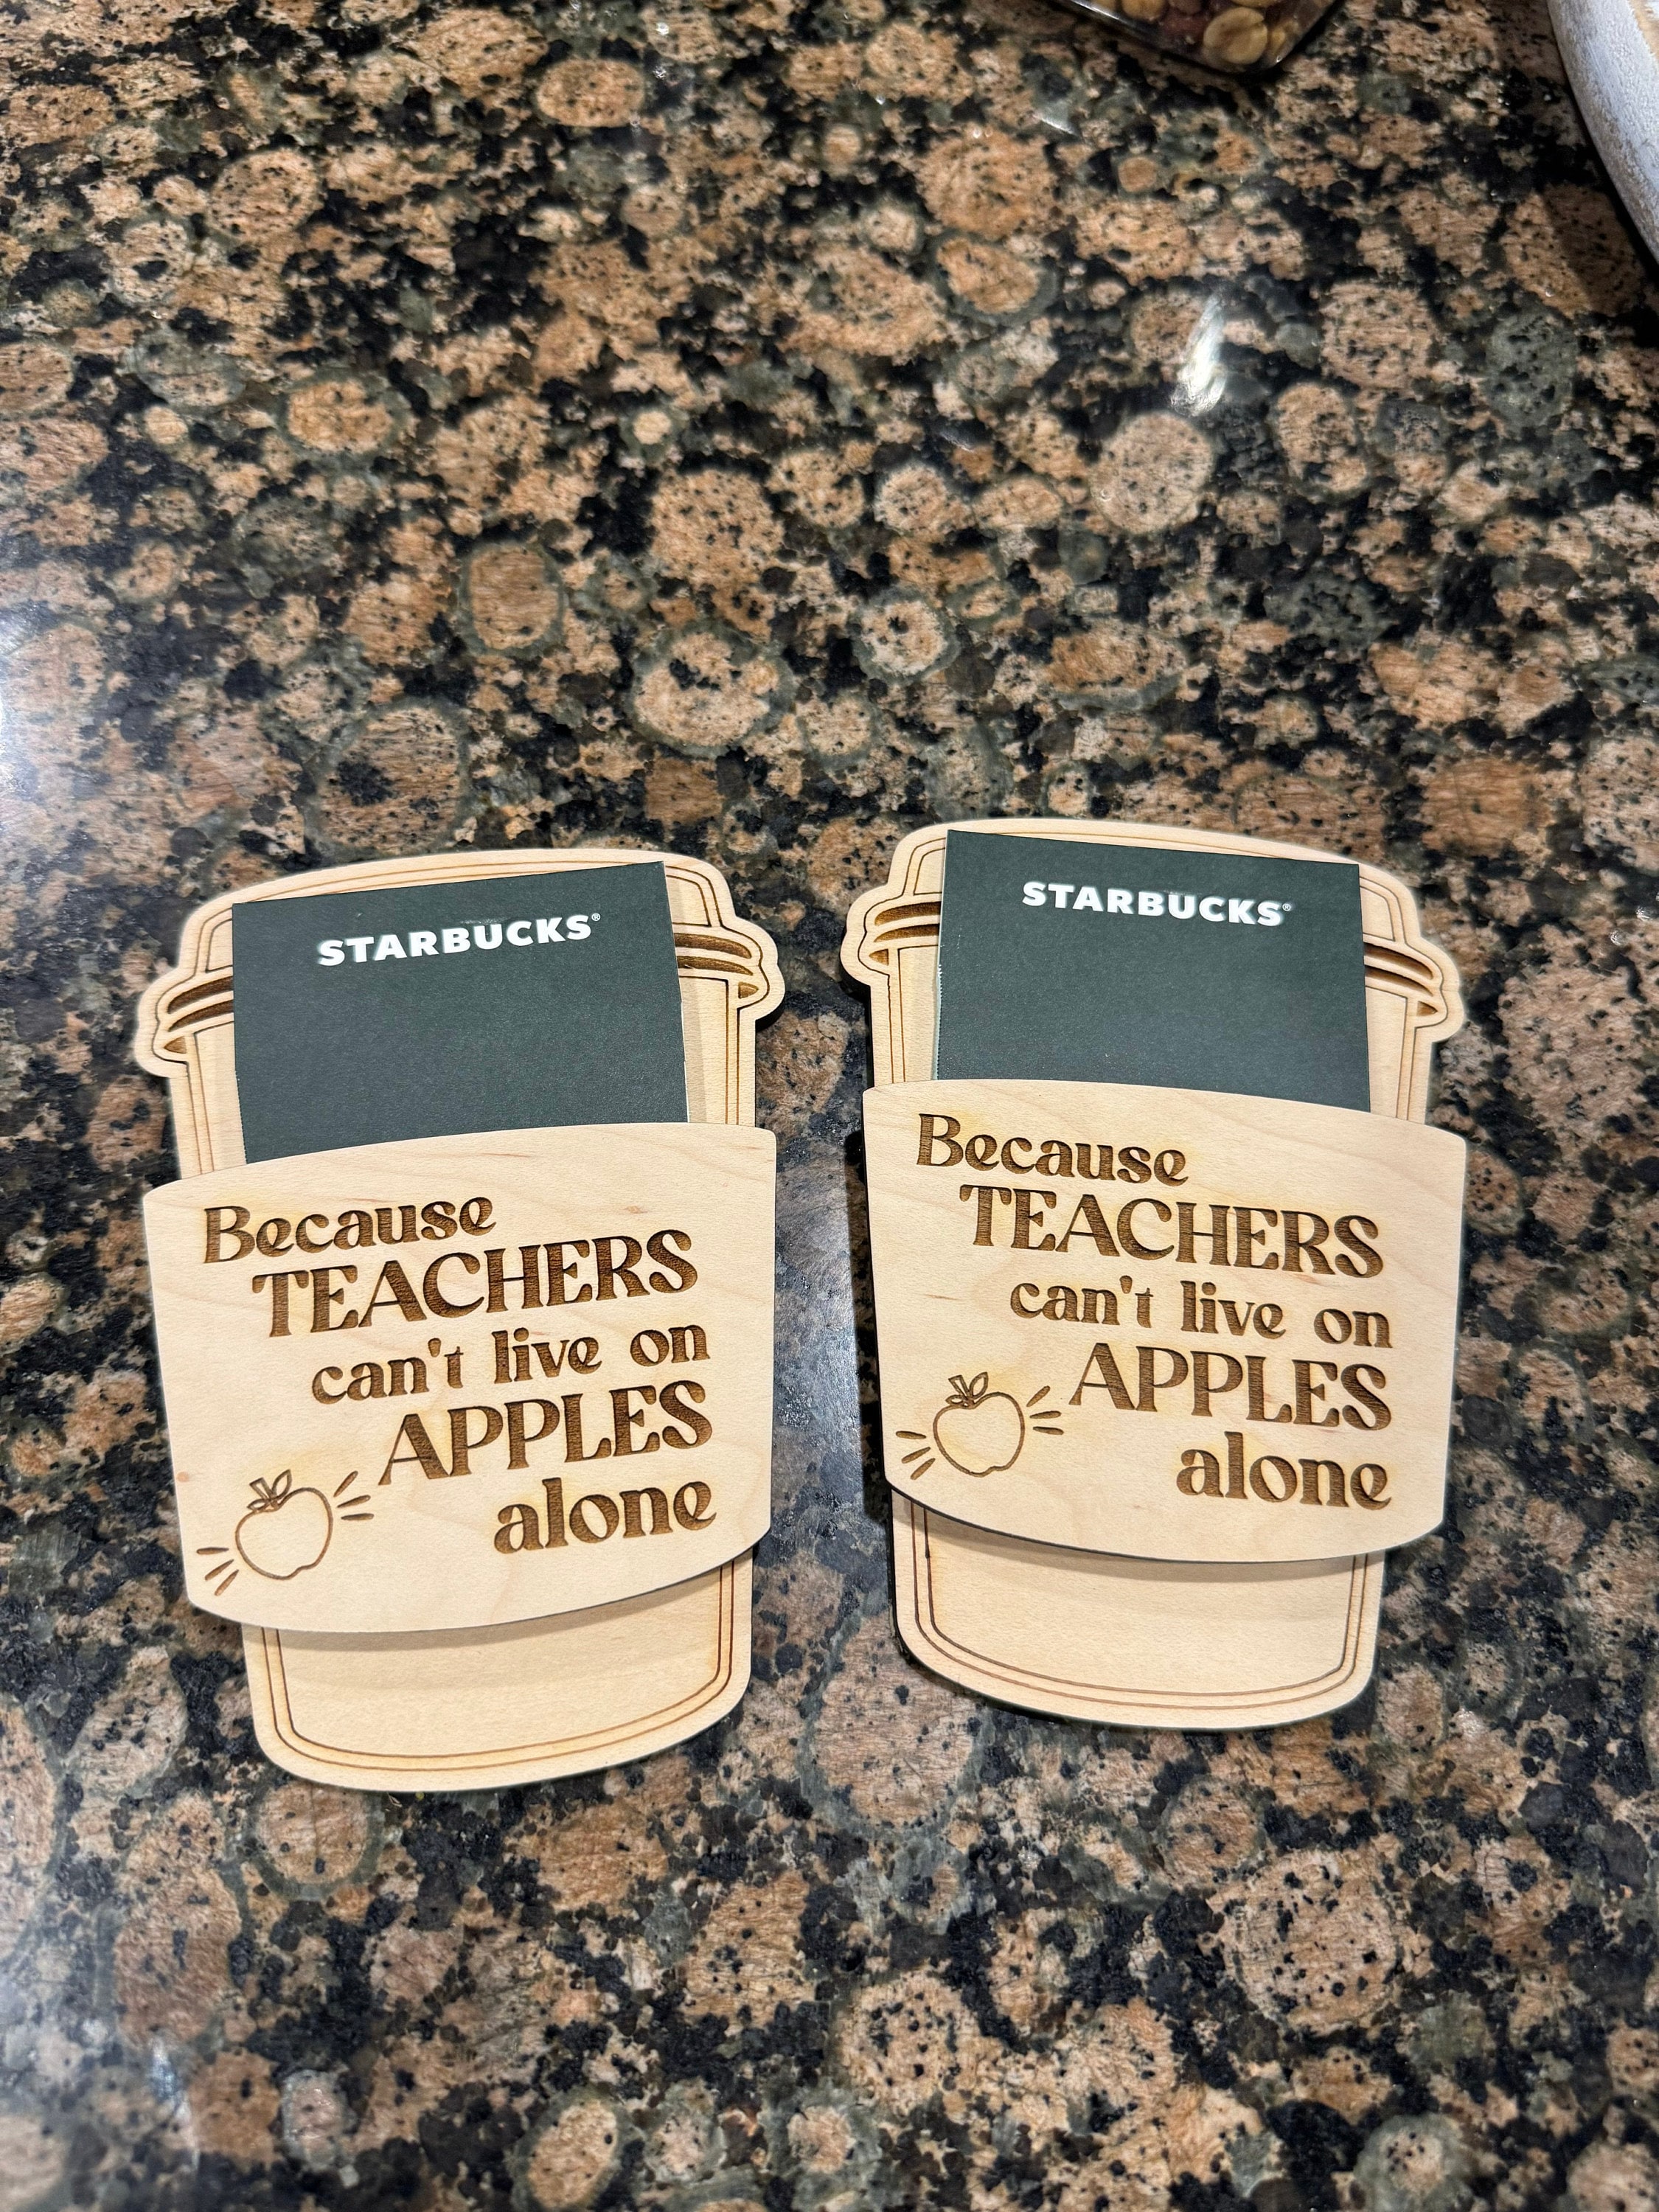 STARBUCKS®
Because
TEACHERS
can't live on
APPLES
alone
STARBUCKS®
Because
TEACHERS
can't live on
APPLES
alone